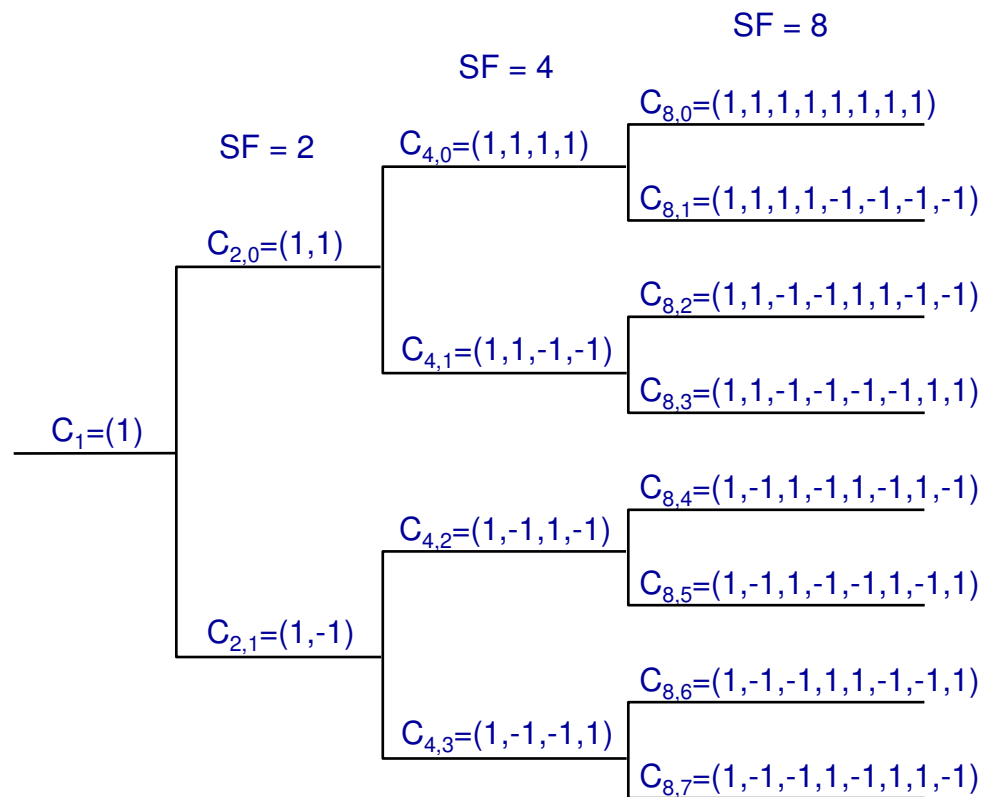 SF = 8
SF = 4
SF = 2
C8,0=(1,1,1,1,1,1,1,1)
C4,0=(1,1,1,1)
C8,1=(1,1,1,1,-1,-1,-1,-1)
C2,0=(1,1)
C8,2=(1,1,-1,-1,1,1,-1,-1)
C4,1=(1,1,-1,-1)
C8,3=(1,1,-1,-1,-1,-1,1,1)
C1=(1)
C8,4=(1,-1,1,-1,1,-1,1,-1)
C4,2=(1,-1,1,-1)
C8,5=(1,-1,1,-1,-1,1,-1,1)
C2,1=(1,-1)
C8,6=(1,-1,-1,1,1,-1,-1,1)
C4,3=(1,-1,-1,1)
C8,7=(1,-1,-1,1,-1,1,1,-1)